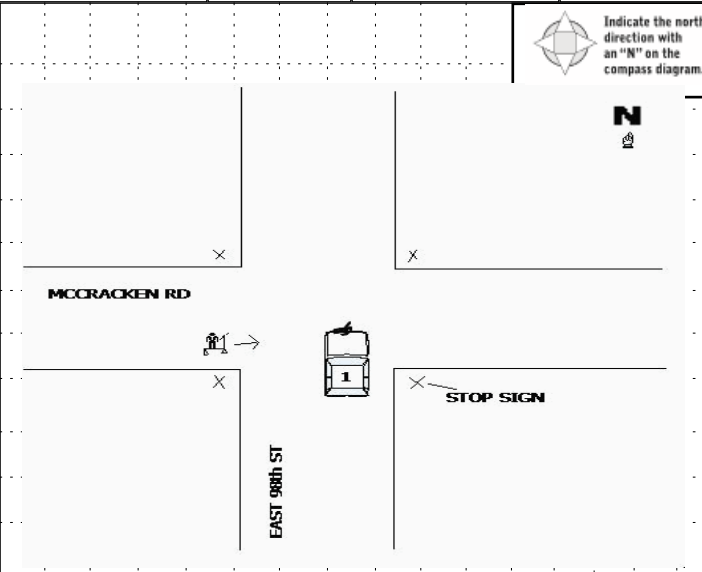 Indicate the north
direction with
an “N” on the
compass diagram.
N
MCCRACKEN RD
1
STOP SIGN
EAST 98th ST